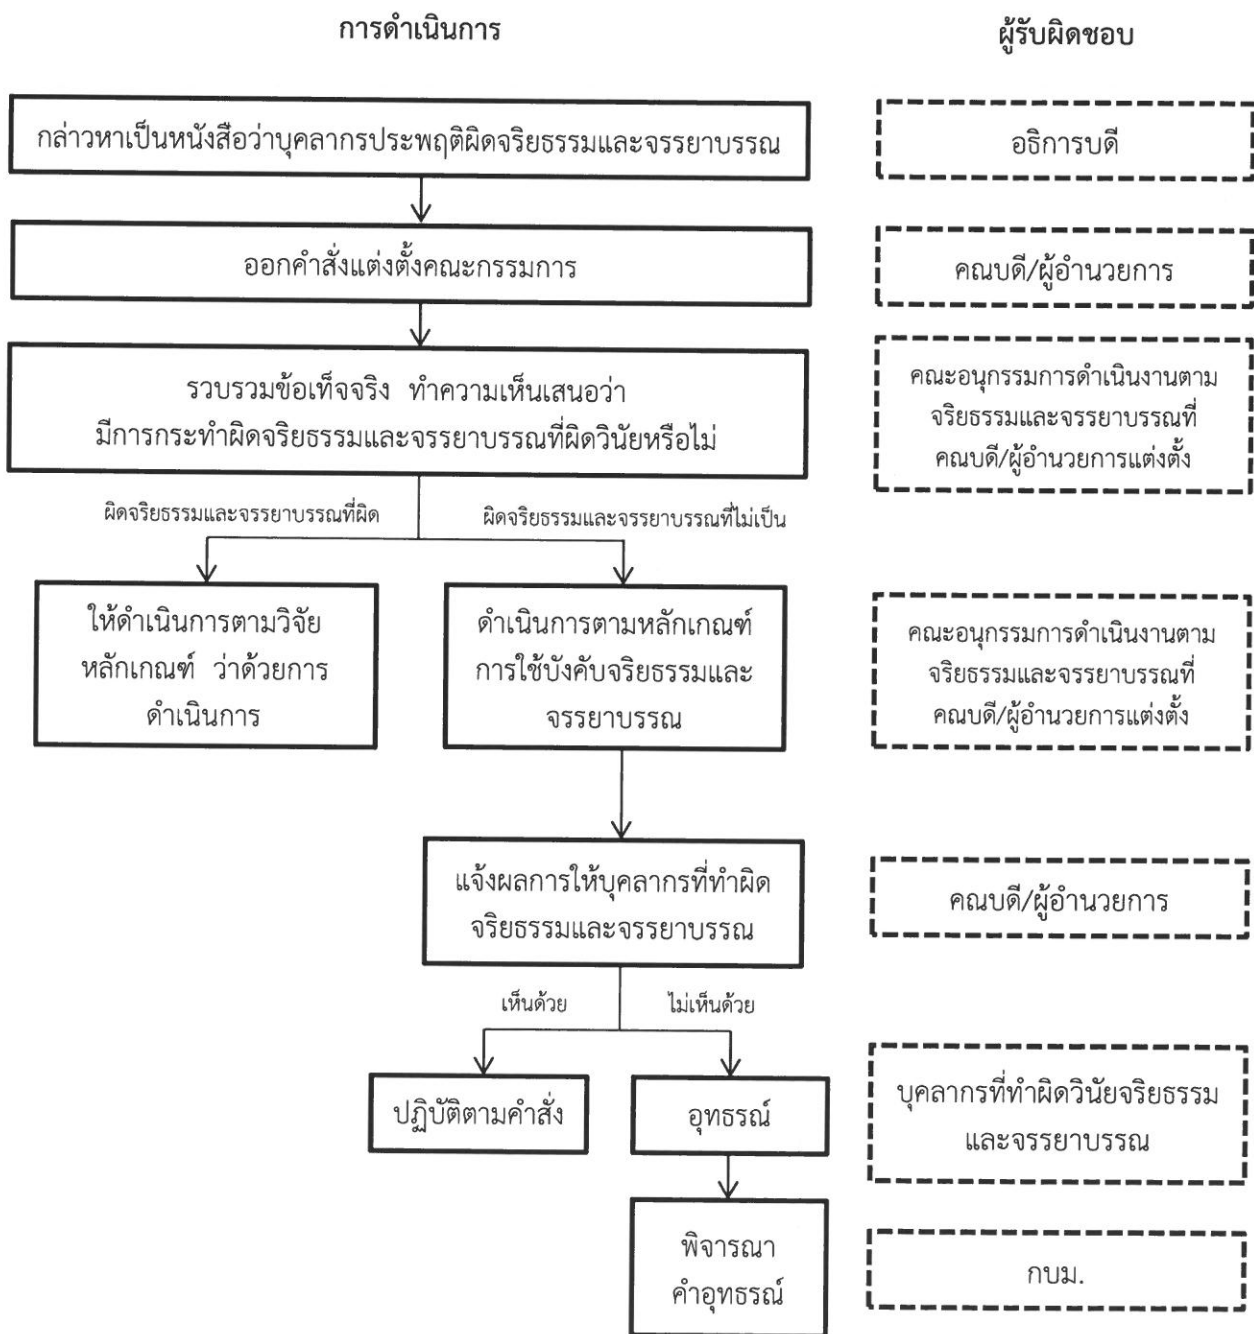 การดำเนินการ
ผู้รับผิดชอบ
กล่าวหาเป็นหนังสือว่าบุคลากรประพฤติผิดจริยธรรมและจรรยาบรรณ
อธิการบดี
ออกคำสั่งแต่งตั้งคณะกรรมการ
คณบดี/ผู้อำนวยการ
รวบรวมข้อเท็จจริง ทำความเห็นเสนอว่า
มีการกระทำผิดจริยธรรมและจรรยาบรรณที่ผิดวินัยหรือไม่
คณะอนุกรรมการดำเนินงานตาม
จริยธรรมและจรรยาบรรณที่
คณบดี/ผู้อำนวยการแต่งตั้ง
ผิดจริยธรรมและจรรยาบรรณที่ผิด
ผิดจริยธรรมและจรรยาบรรณที่ไม่เป็น
ให้ดำเนินการตามวิจัย
หลักเกณฑ์ ว่าด้วยการ
ดำเนินการ
ดำเนินการตามหลักเกณฑ์
การใช้บังคับจริยธรรมและ
จรรยาบรรณ
คณะอนุกรรมการดำเนินงานตาม
จริยธรรมและจรรยาบรรณที่
คณบดี/ผู้อำนวยการแต่งตั้ง
แจ้งผลการให้บุคลากรที่ทำผิด
จริยธรรมและจรรยาบรรณ
คณบดี/ผู้อำนวยการ
เห็นด้วย
ไม่เห็นด้วย
ปฏิบัติตามคำสั่ง
อุทธรณ์
บุคลากรที่ทำผิดวินัยจริยธรรม
และจรรยาบรรณ
พิจารณา
คำอุทธรณ์
กบม.